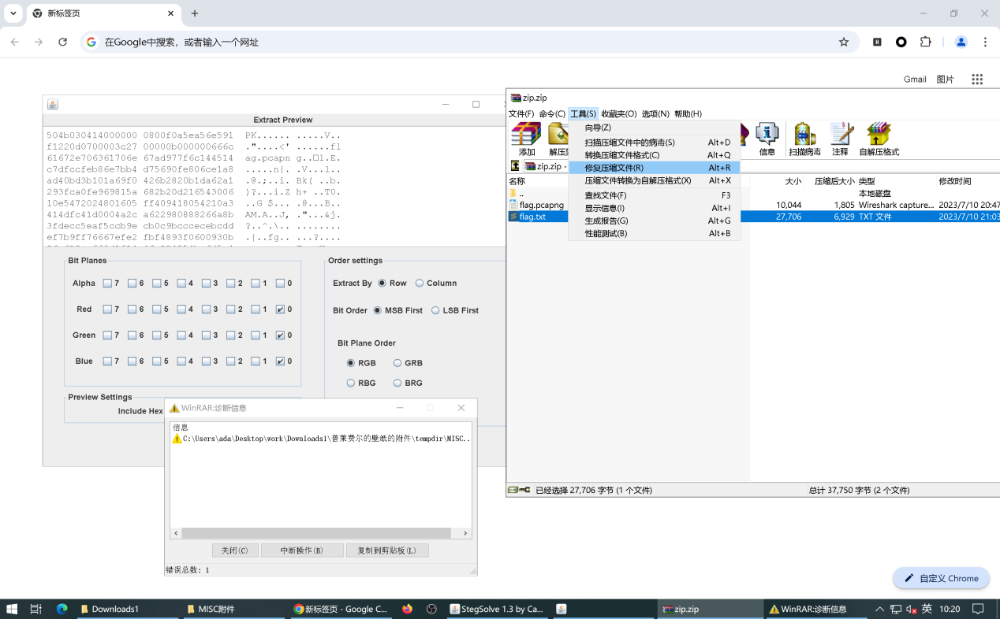 新标签页
在Google中搜索，或者输入一个网址
Gmail 图片
Extract Preview
504b030414000000 0800f0a5ea56e591 PK...... .....V..
f1220d0700003c27 00000b000000666c ."....<' ......fl
61672e706361706e 67ad977f6c144514 ag.pcapn g..□l.E.
c7dfccfeb86e7bb4 d75690fe806ce1a8 .....n{. .V...l..
ad40bd3b101a69f0 426b2820b1da62a1 .@.;..i. Bk( ..b.
293fca0fe969815a 682b20d216543006 )?...i.Z h+ ..T0.
10e5472024801605 ff409418054210a3 ..G $... .@...B..
414dfc41d0004a2c a622980888266a8b AM.A..J, ."...&j.
3fdecc5eaf5ccb9e cb0c9bcccecebcdd ?..^.\.. ........
ef7b9ff76667efe2 fbf4893f0600930b .{..fg.. ...?....
Bit Planes
Alpha 7 6 5 4 3 2 1 0
Red 7 6 5 4 3 2 1 0
Green 7 6 5 4 3 2 1 0
Blue 7 6 5 4 3 2 1 0
Preview Settings
Include Hex
Order settings
Extract By Row Column
Bit Order MSB First LSB First
Bit Plane Order
RGB GRB
RBG BRG
zip.zip
文件(F) 命令(C) 工具(S) 收藏夹(O) 选项(N) 帮助(H)
添加 解压到 信息 扫描病毒 注释 自解压格式
向导(Z)
扫描压缩文件中的病毒(S) Alt+D
转换压缩文件格式(C) Alt+Q
修复压缩文件(R) Alt+R
压缩文件转换为自解压格式(X) Alt+X
查找文件(F) F3
显示信息(I) Alt+I
生成报告(G) Alt+G
性能测试(B) Alt+B
zip.zip -
名称 大小 压缩后大小 类型 修改时间
.. 本地磁盘
flag.pcapng 10,044 1,805 Wireshark capture... 2023/7/10 20:47
flag.txt 27,706 6,929 TXT 文件 2023/7/10 21:03
已经选择 27,706 字节 (1 个文件) 总计 37,750 字节 (2 个文件)
WinRAR:诊断信息
信息
C:\Users\ada\Desktop\work\Downloads1\普莱费尔的壁纸的附件\tempdir\MISC..
关闭(C) 中断操作(B) 复制到剪贴板(L)
错误总数: 1
自定义 Chrome
Downloads1 MISC附件 新标签页 - Google C... StegSolve 1.3 by Ca... zip.zip WinRAR:诊断信息 英 10:20